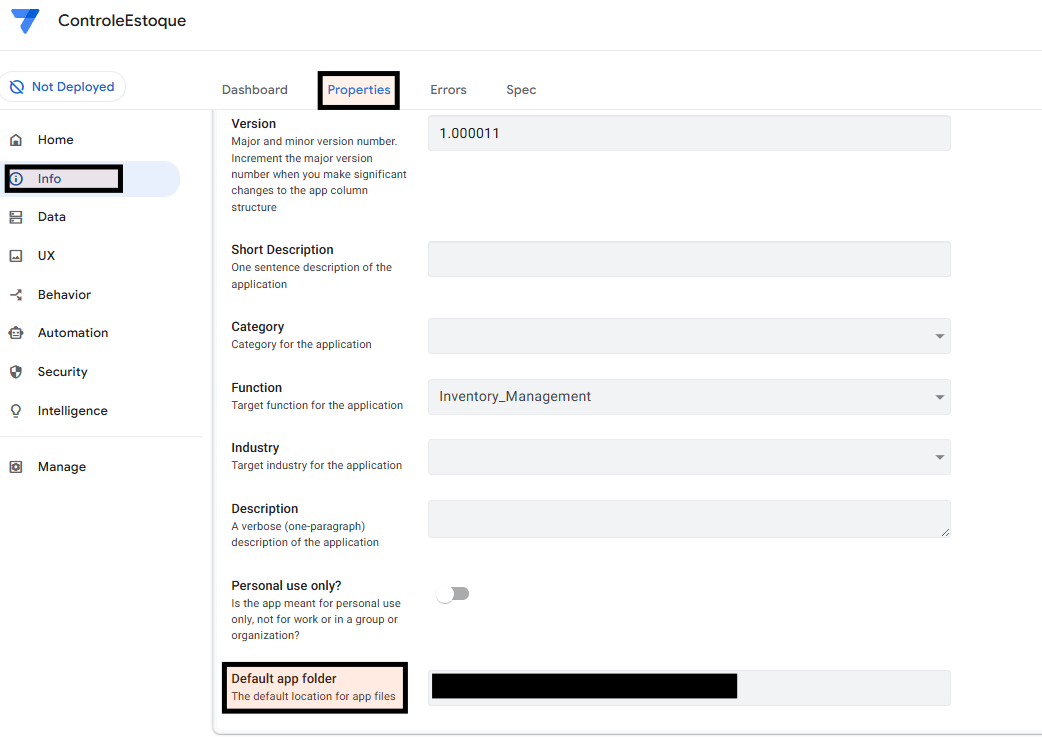 ControleEstoque
Not Deployed
Dashboard
Properties
Errors
Spec
Home
Info
Data
UX
Behavior
Automation
Security
Intelligence
Manage
Version
Major and minor version number.
Increment the major version
number when you make significant
changes to the app column
structure
1.000011
Short Description
One sentence description of the
application
Category
Category for the application
Function
Target function for the application
Inventory_Management
Industry
Target industry for the application
Description
A verbose (one-paragraph)
description of the application
Personal use only?
Is the app meant for personal use
only, not for work or in a group or
organization?
Default app folder
The default location for app files